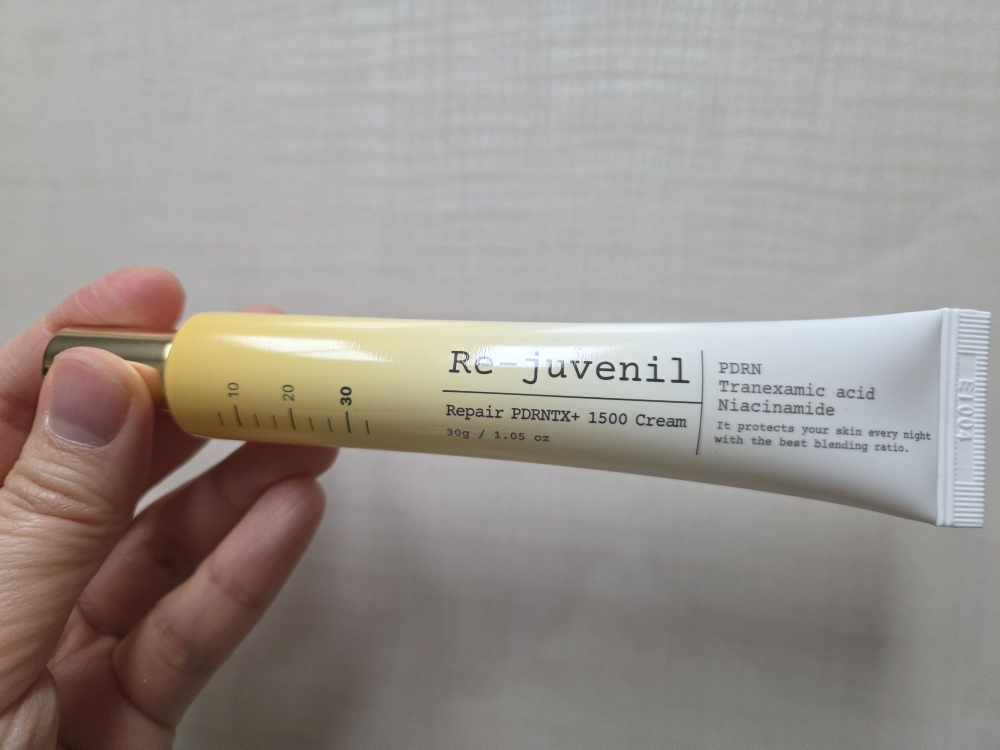 Re-juvenil
Repair PDRNTX+ 1500 Cream
30g / 1.05 oz
PDRN
Tranexamic acid
Niacinamide
It protects your skin every night
with the best blending ratio.
10
20
30